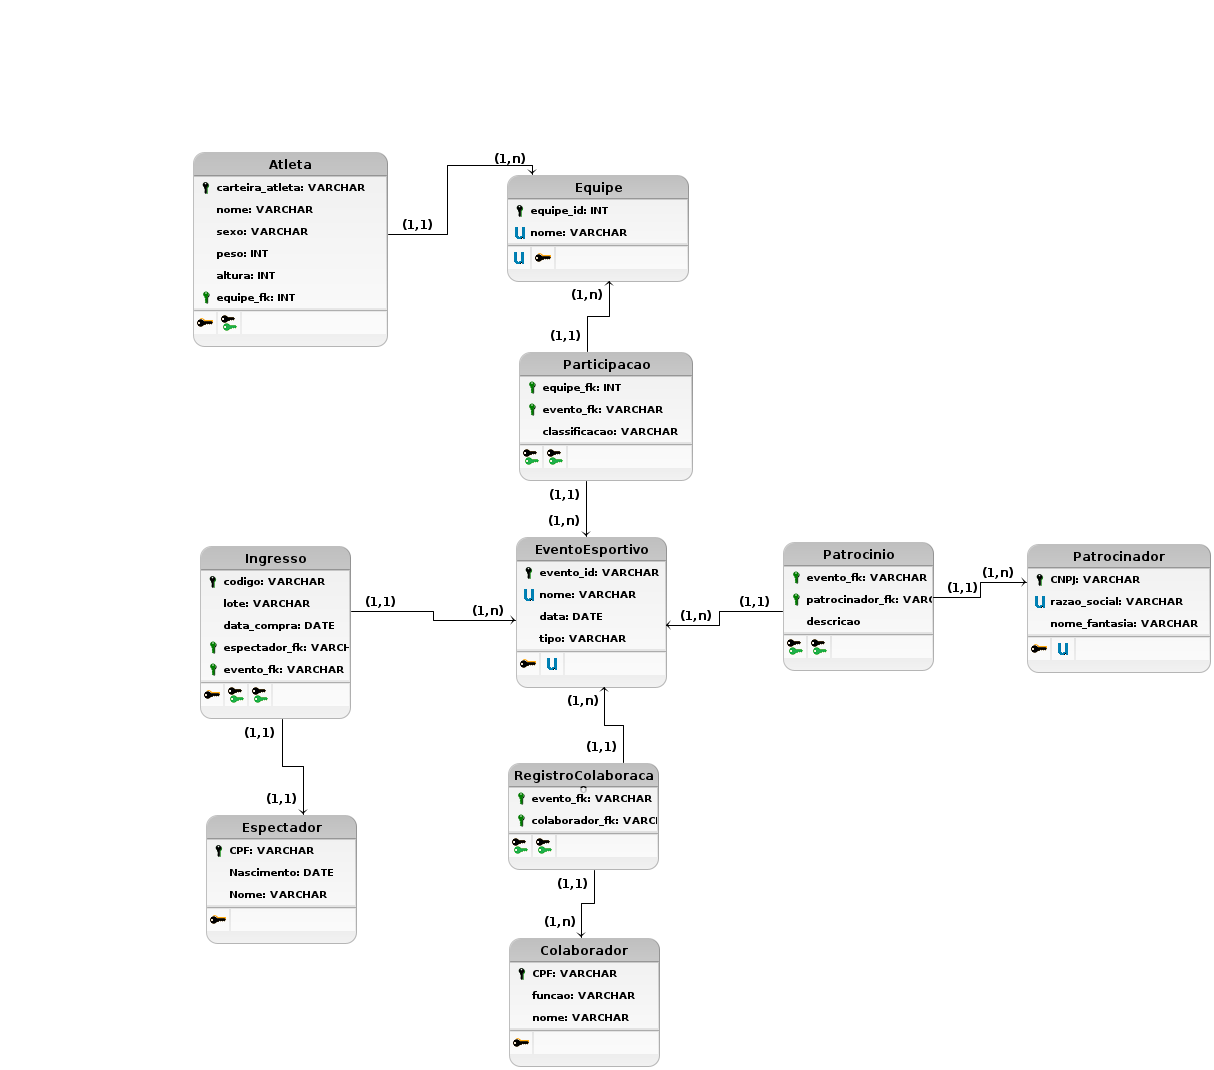 Atleta
carteira_atleta: VARCHAR
nome: VARCHAR
sexo: VARCHAR
peso: INT
altura: INT
equipe_fk: INT
(1,1)
(1,n)
Equipe
equipe_id: INT
nome: VARCHAR
(1,n)
(1,1)
Participacao
equipe_fk: INT
evento_fk: VARCHAR
classificacao: VARCHAR
(1,1)
(1,n)
Ingresso
codigo: VARCHAR
lote: VARCHAR
data_compra: DATE
espectador_fk: VARCH
evento_fk: VARCHAR
(1,1)
(1,n)
EventoEsportivo
evento_id: VARCHAR
nome: VARCHAR
data: DATE
tipo: VARCHAR
(1,n)
(1,1)
Patrocinio
evento_fk: VARCHAR
patrocinador_fk: VARC
descricao
(1,1)
(1,n)
Patrocinador
CNPJ: VARCHAR
razao_social: VARCHAR
nome_fantasia: VARCHAR
(1,n)
(1,1)
RegistroColaboraca
o
evento_fk: VARCHAR
colaborador_fk: VARCI
(1,1)
(1,n)
Colaborador
CPF: VARCHAR
funcao: VARCHAR
nome: VARCHAR
(1,1)
(1,1)
Espectador
CPF: VARCHAR
Nascimento: DATE
Nome: VARCHAR